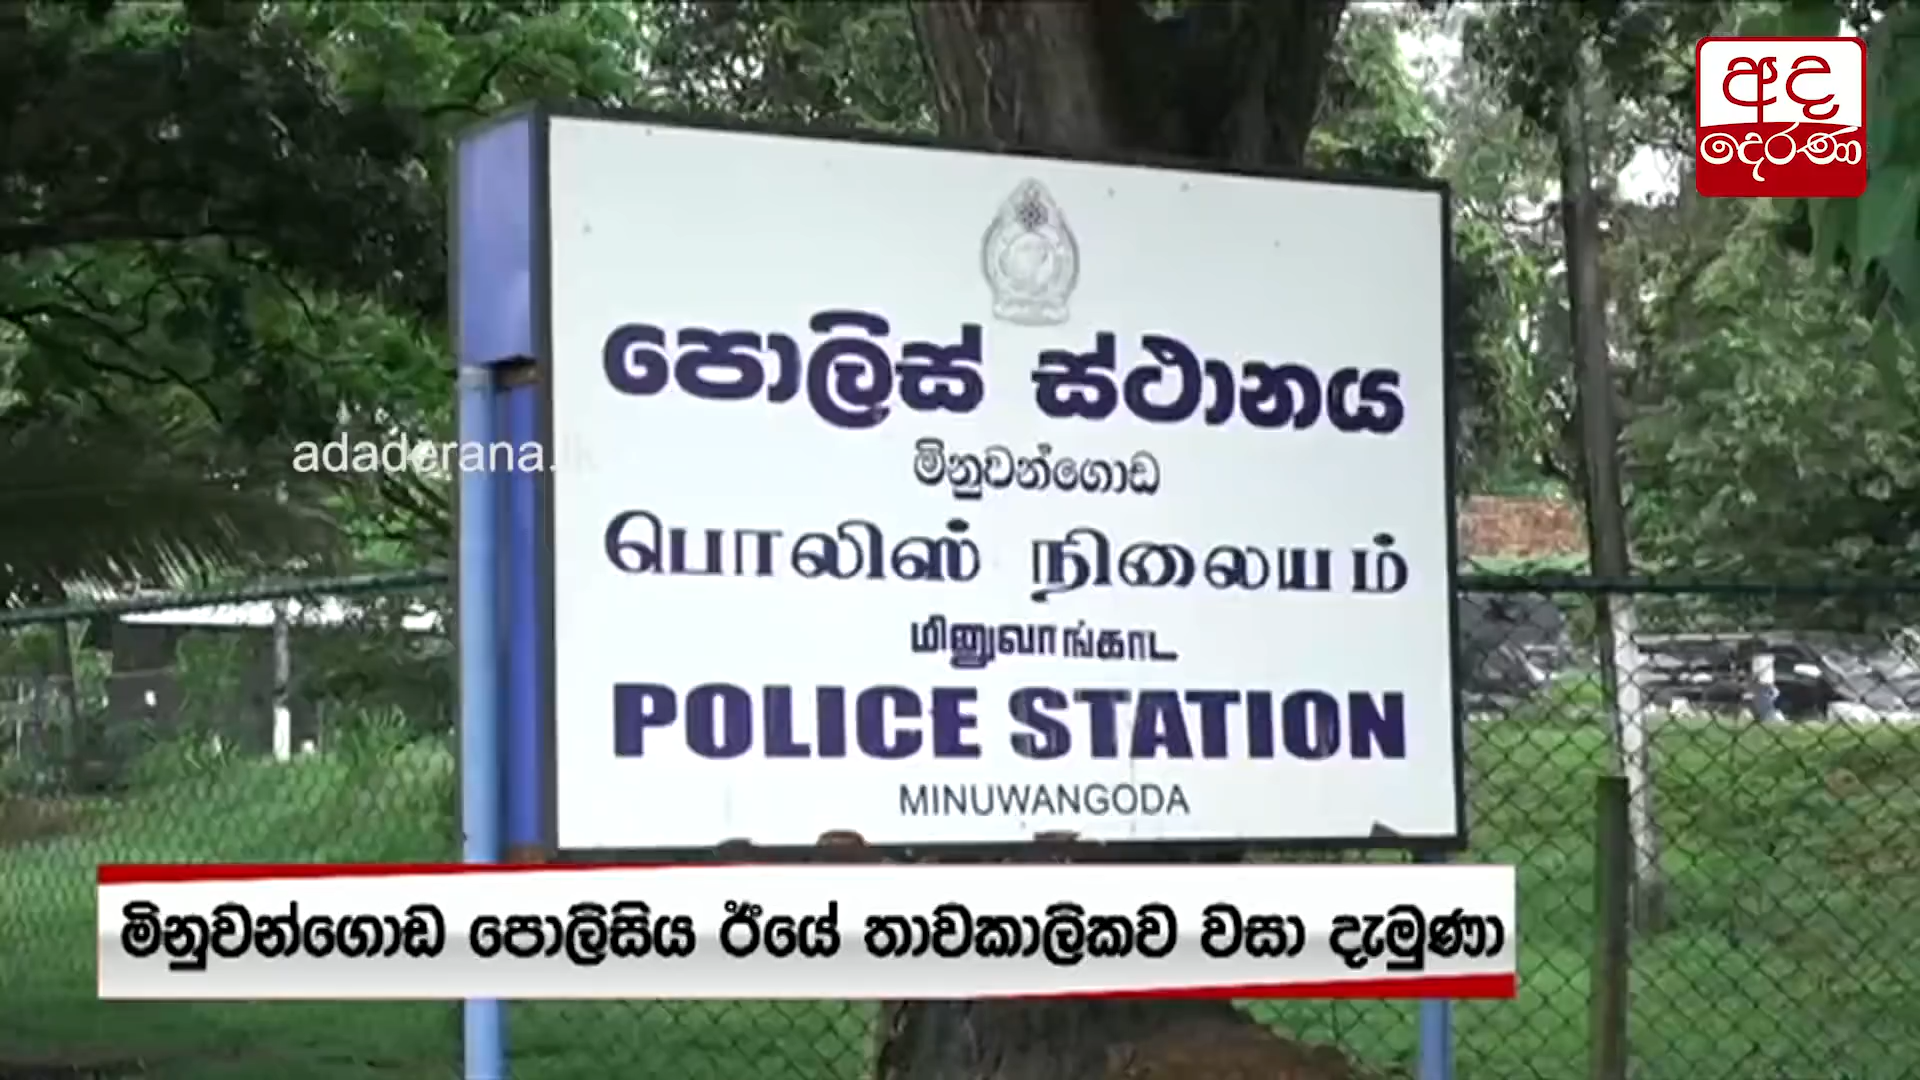 අද
දෙරණ
පොලිස් ස්ථානය
adaderana.lk
මිනුවන්ගොඩ
பொலிஸ் நிலையம்
மினுவாங்காட
POLICE STATION
MINUWANGODA
මිනුවන්ගොඩ පොලිසිය ඊයේ තාවකාලිකව වසා දැමුණා